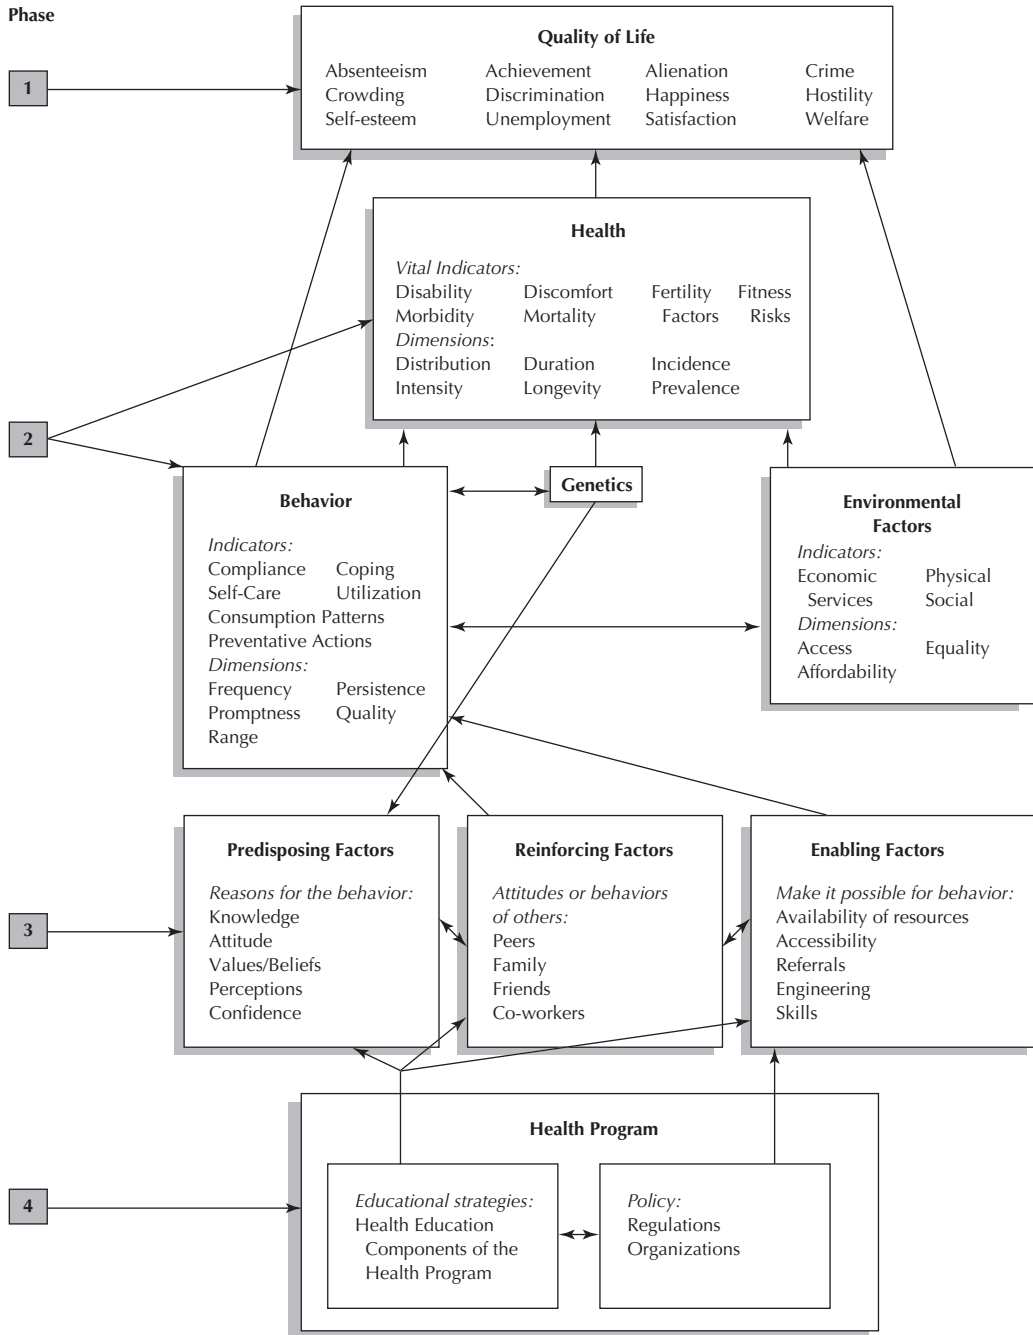 Phase
Quality of Life
Absenteeism Achievement Alienation Crime
1
Crowding Discrimination Happiness Hostility
Self-esteem Unemployment Satisfaction Welfare
Health
Vital Indicators:
Disability Discomfort Fertility Fitness
Morbidity Mortality Factors Risks
Dimensions:
Distribution Duration Incidence
Intensity Longevity Prevalence
2
Behavior
Indicators:
Compliance Coping
Self-Care Utilization
Consumption Patterns
Preventative Actions
Dimensions:
Frequency Persistence
Promptness Quality
Range
Genetics
Environmental
Factors
Indicators:
Economic Physical
Services Social
Dimensions:
Access Equality
Affordability
3
Predisposing Factors
Reasons for the behavior:
Knowledge
Attitude
Values/Beliefs
Perceptions
Confidence
Reinforcing Factors
Attitudes or behaviors
of others:
Peers
Family
Friends
Co-workers
Enabling Factors
Make it possible for behavior:
Availability of resources
Accessibility
Referrals
Engineering
Skills
4
Health Program
Educational strategies:
Health Education
Components of the
Health Program
Policy:
Regulations
Organizations